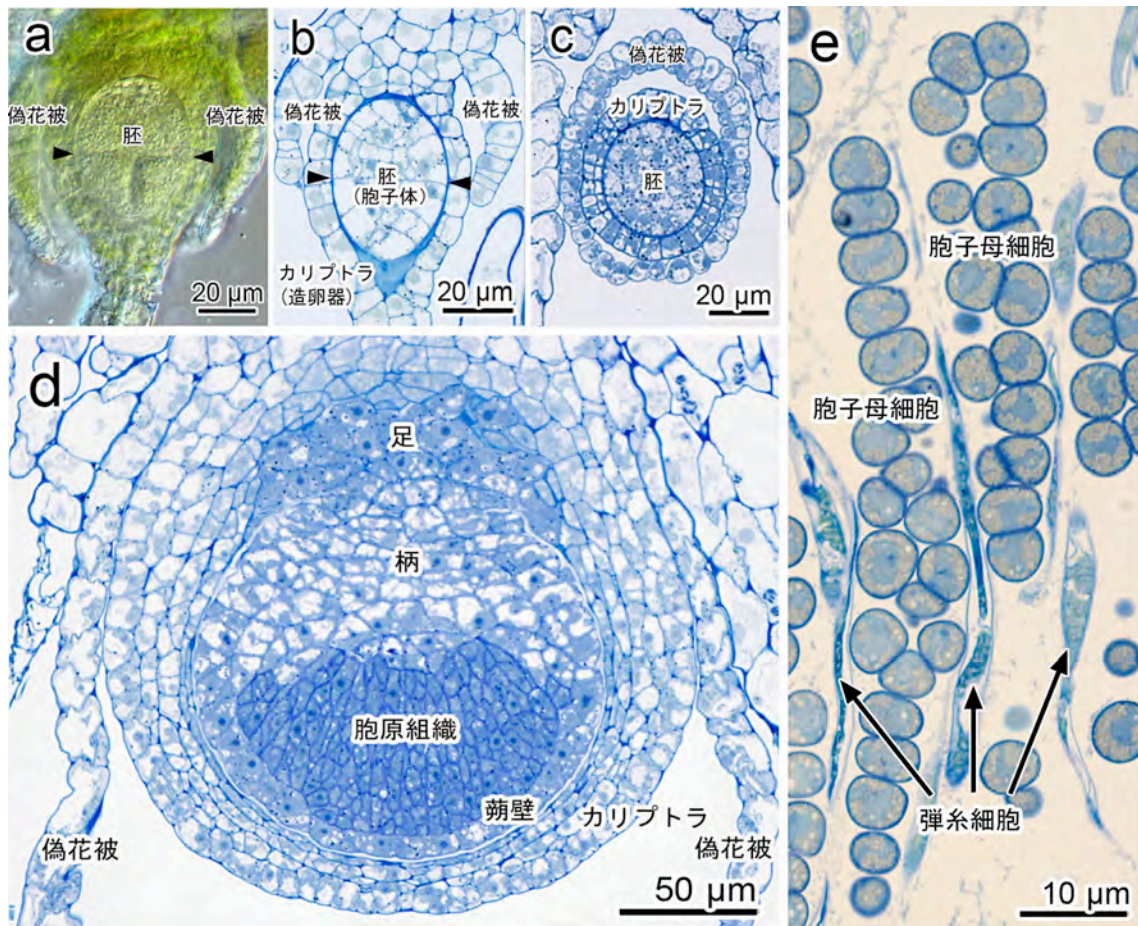 a
偽花被
胚
偽花被
20 µm
b
偽花被
偽花被
胚
(胞子体)
カリプトラ
(造卵器)
20 µm
c
偽花被
カリプトラ
胚
20 µm
d
足
柄
胞原組織
蒴壁
カリプトラ
偽花被
偽花被
50 µm
e
胞子母細胞
胞子母細胞
弾糸細胞
10 µm